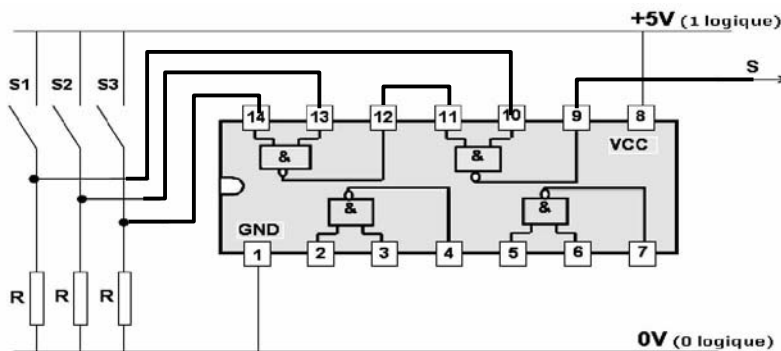 +5V (1 logique)
S1 S2 S3 S
14 13 12 11 10 9 8
& & VCC
& &
GND
1 2 3 4 5 6 7
R R R
0V (0 logique)